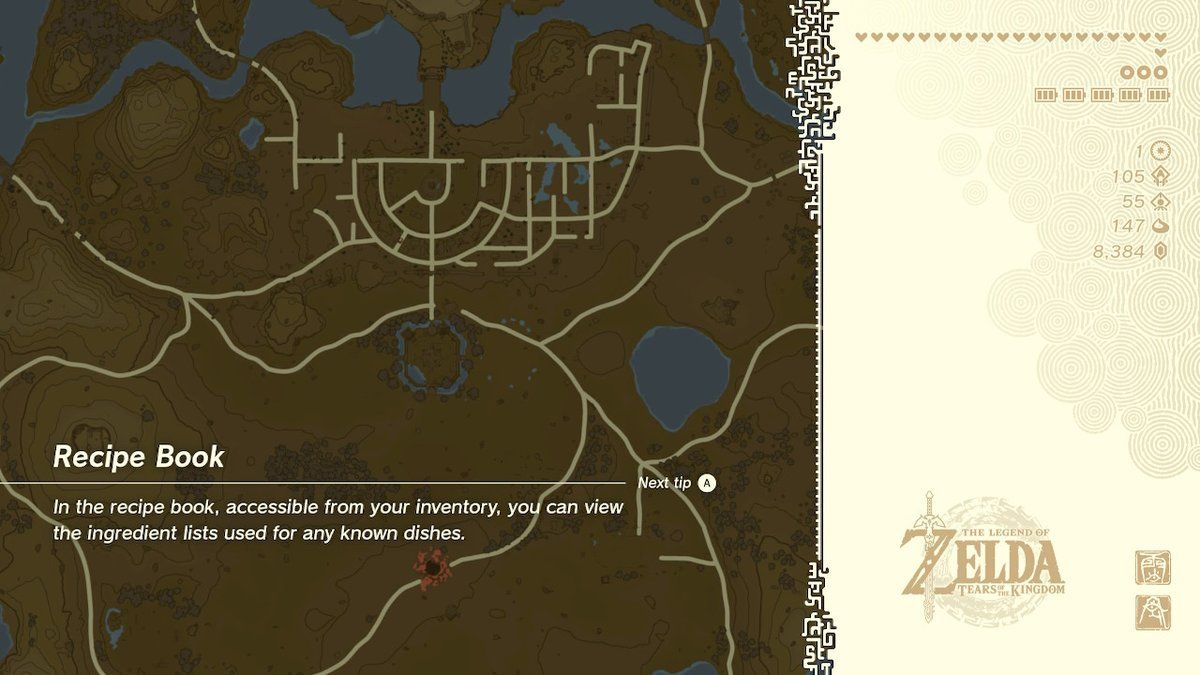 Recipe Book
In the recipe book, accessible from your inventory, you can view
the ingredient lists used for any known dishes.
Next tip A
1
105
55
147
8,384
THE LEGEND OF
ZELDA
TEARS OF THE KINGDOM